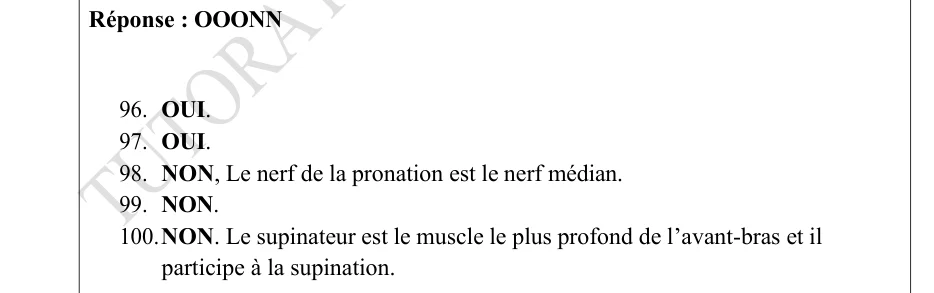 Réponse : OOONN
96. OUI.
97. OUI.
98. NON, Le nerf de la pronation est le nerf médian.
99. NON.
100. NON. Le supinateur est le muscle le plus profond de l’avant-bras et il
participe à la supination.
TUTORAT